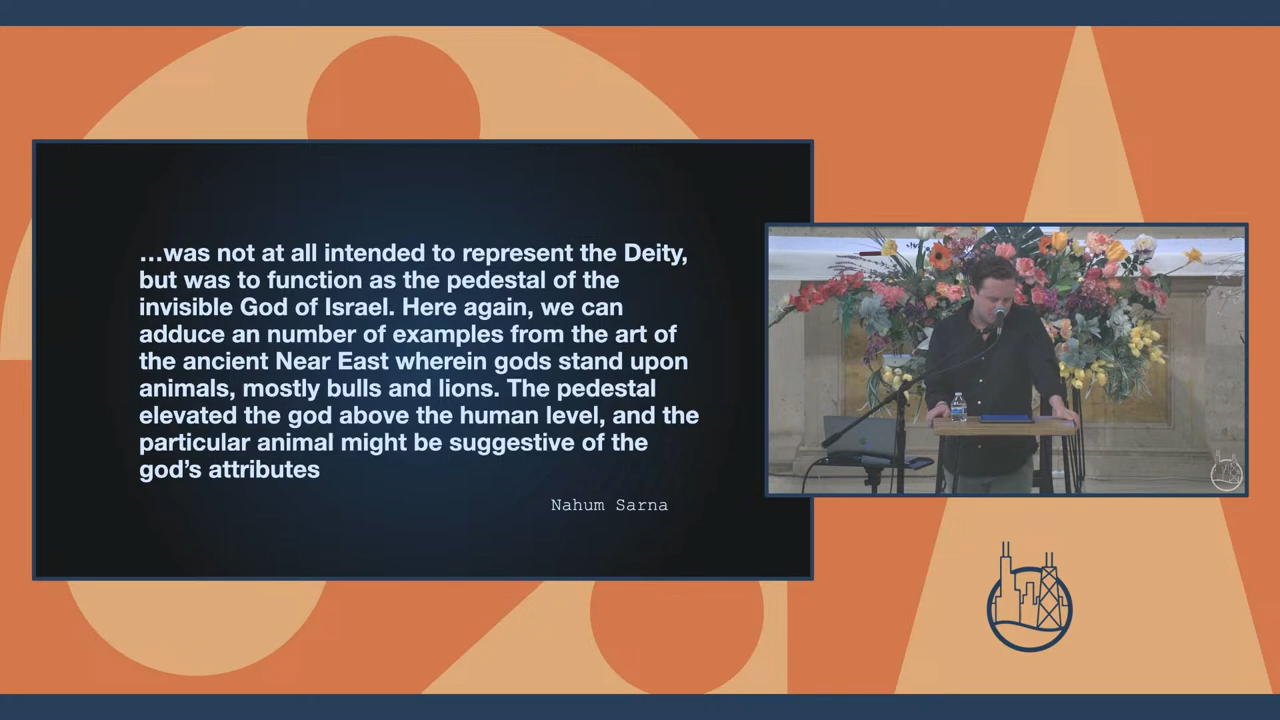 …was not at all intended to represent the Deity,
but was to function as the pedestal of the
invisible God of Israel. Here again, we can
adduce an number of examples from the art of
the ancient Near East wherein gods stand upon
animals, mostly bulls and lions. The pedestal
elevated the god above the human level, and the
particular animal might be suggestive of the
god’s attributes
Nahum Sarna